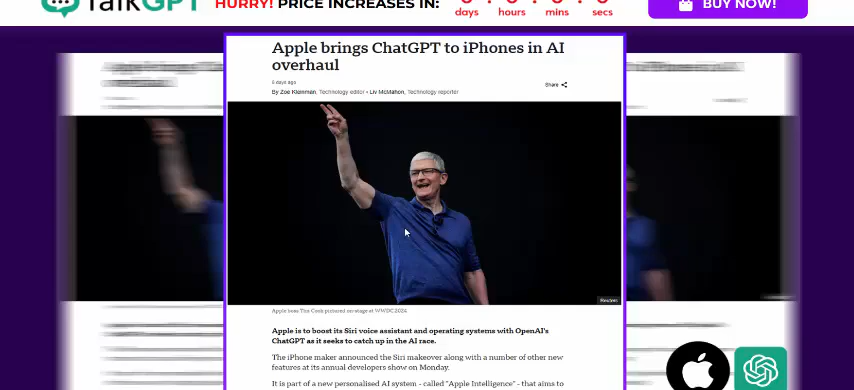 TalkGPT
HURRY! PRICE INCREASES IN:
days hours mins secs
BUY NOW!
Apple brings ChatGPT to iPhones in AI
overhaul
5 days ago
Share
By Zoe Kleinman, Technology editor • Liv McMahon, Technology reporter
Reuters
Apple boss Tim Cook pictured on-stage at WWDC 2024
Apple is to boost its Siri voice assistant and operating systems with OpenAI's
ChatGPT as it seeks to catch up in the AI race.
The iPhone maker announced the Siri makeover along with a number of other new
features at its annual developers show on Monday.
It is part of a new personalised AI system - called "Apple Intelligence" - that aims to